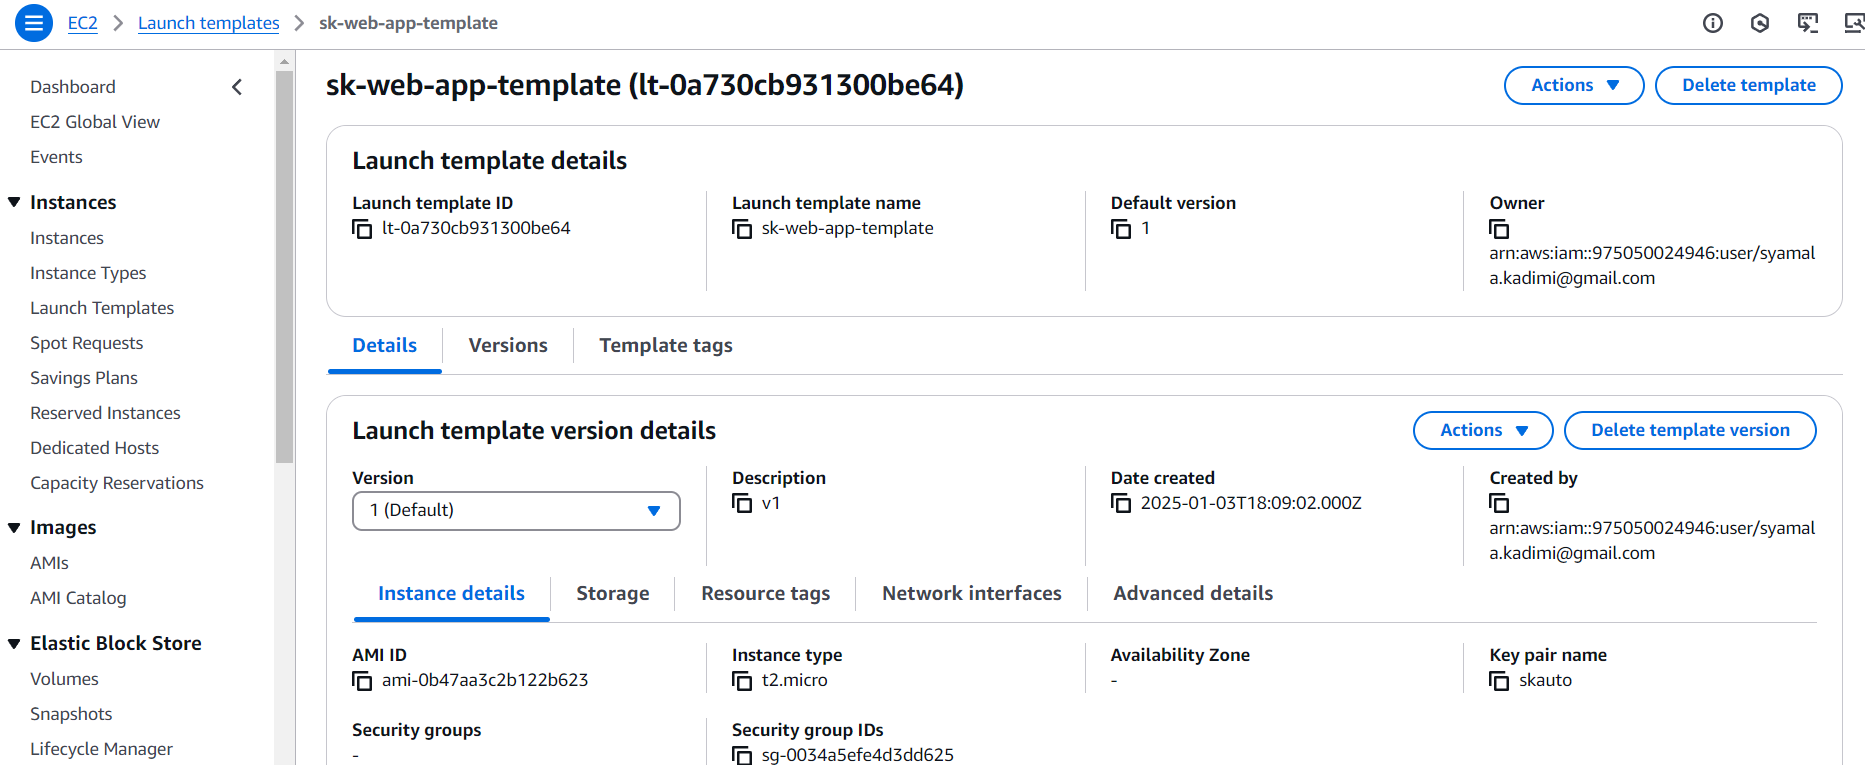 EC2 > Launch templates > sk-web-app-template
Dashboard
EC2 Global View
Events
Instances
Instances
Instance Types
Launch Templates
Spot Requests
Savings Plans
Reserved Instances
Dedicated Hosts
Capacity Reservations
Images
AMIs
AMI Catalog
Elastic Block Store
Volumes
Snapshots
Lifecycle Manager
sk-web-app-template (lt-0a730cb931300be64)
Actions
Delete template
Launch template details
Launch template ID
lt-0a730cb931300be64
Launch template name
sk-web-app-template
Default version
1
Owner
arn:aws:iam::975050024946:user/syamal
a.kadimi@gmail.com
Details
Versions
Template tags
Launch template version details
Actions
Delete template version
Version
1 (Default)
Description
v1
Date created
2025-01-03T18:09:02.000Z
Created by
arn:aws:iam::975050024946:user/syamal
a.kadimi@gmail.com
Instance details
Storage
Resource tags
Network interfaces
Advanced details
AMI ID
ami-0b47aa3c2b122b623
Instance type
t2.micro
Availability Zone
-
Key pair name
skauto
Security groups
-
Security group IDs
sg-0034a5efe4d3dd625